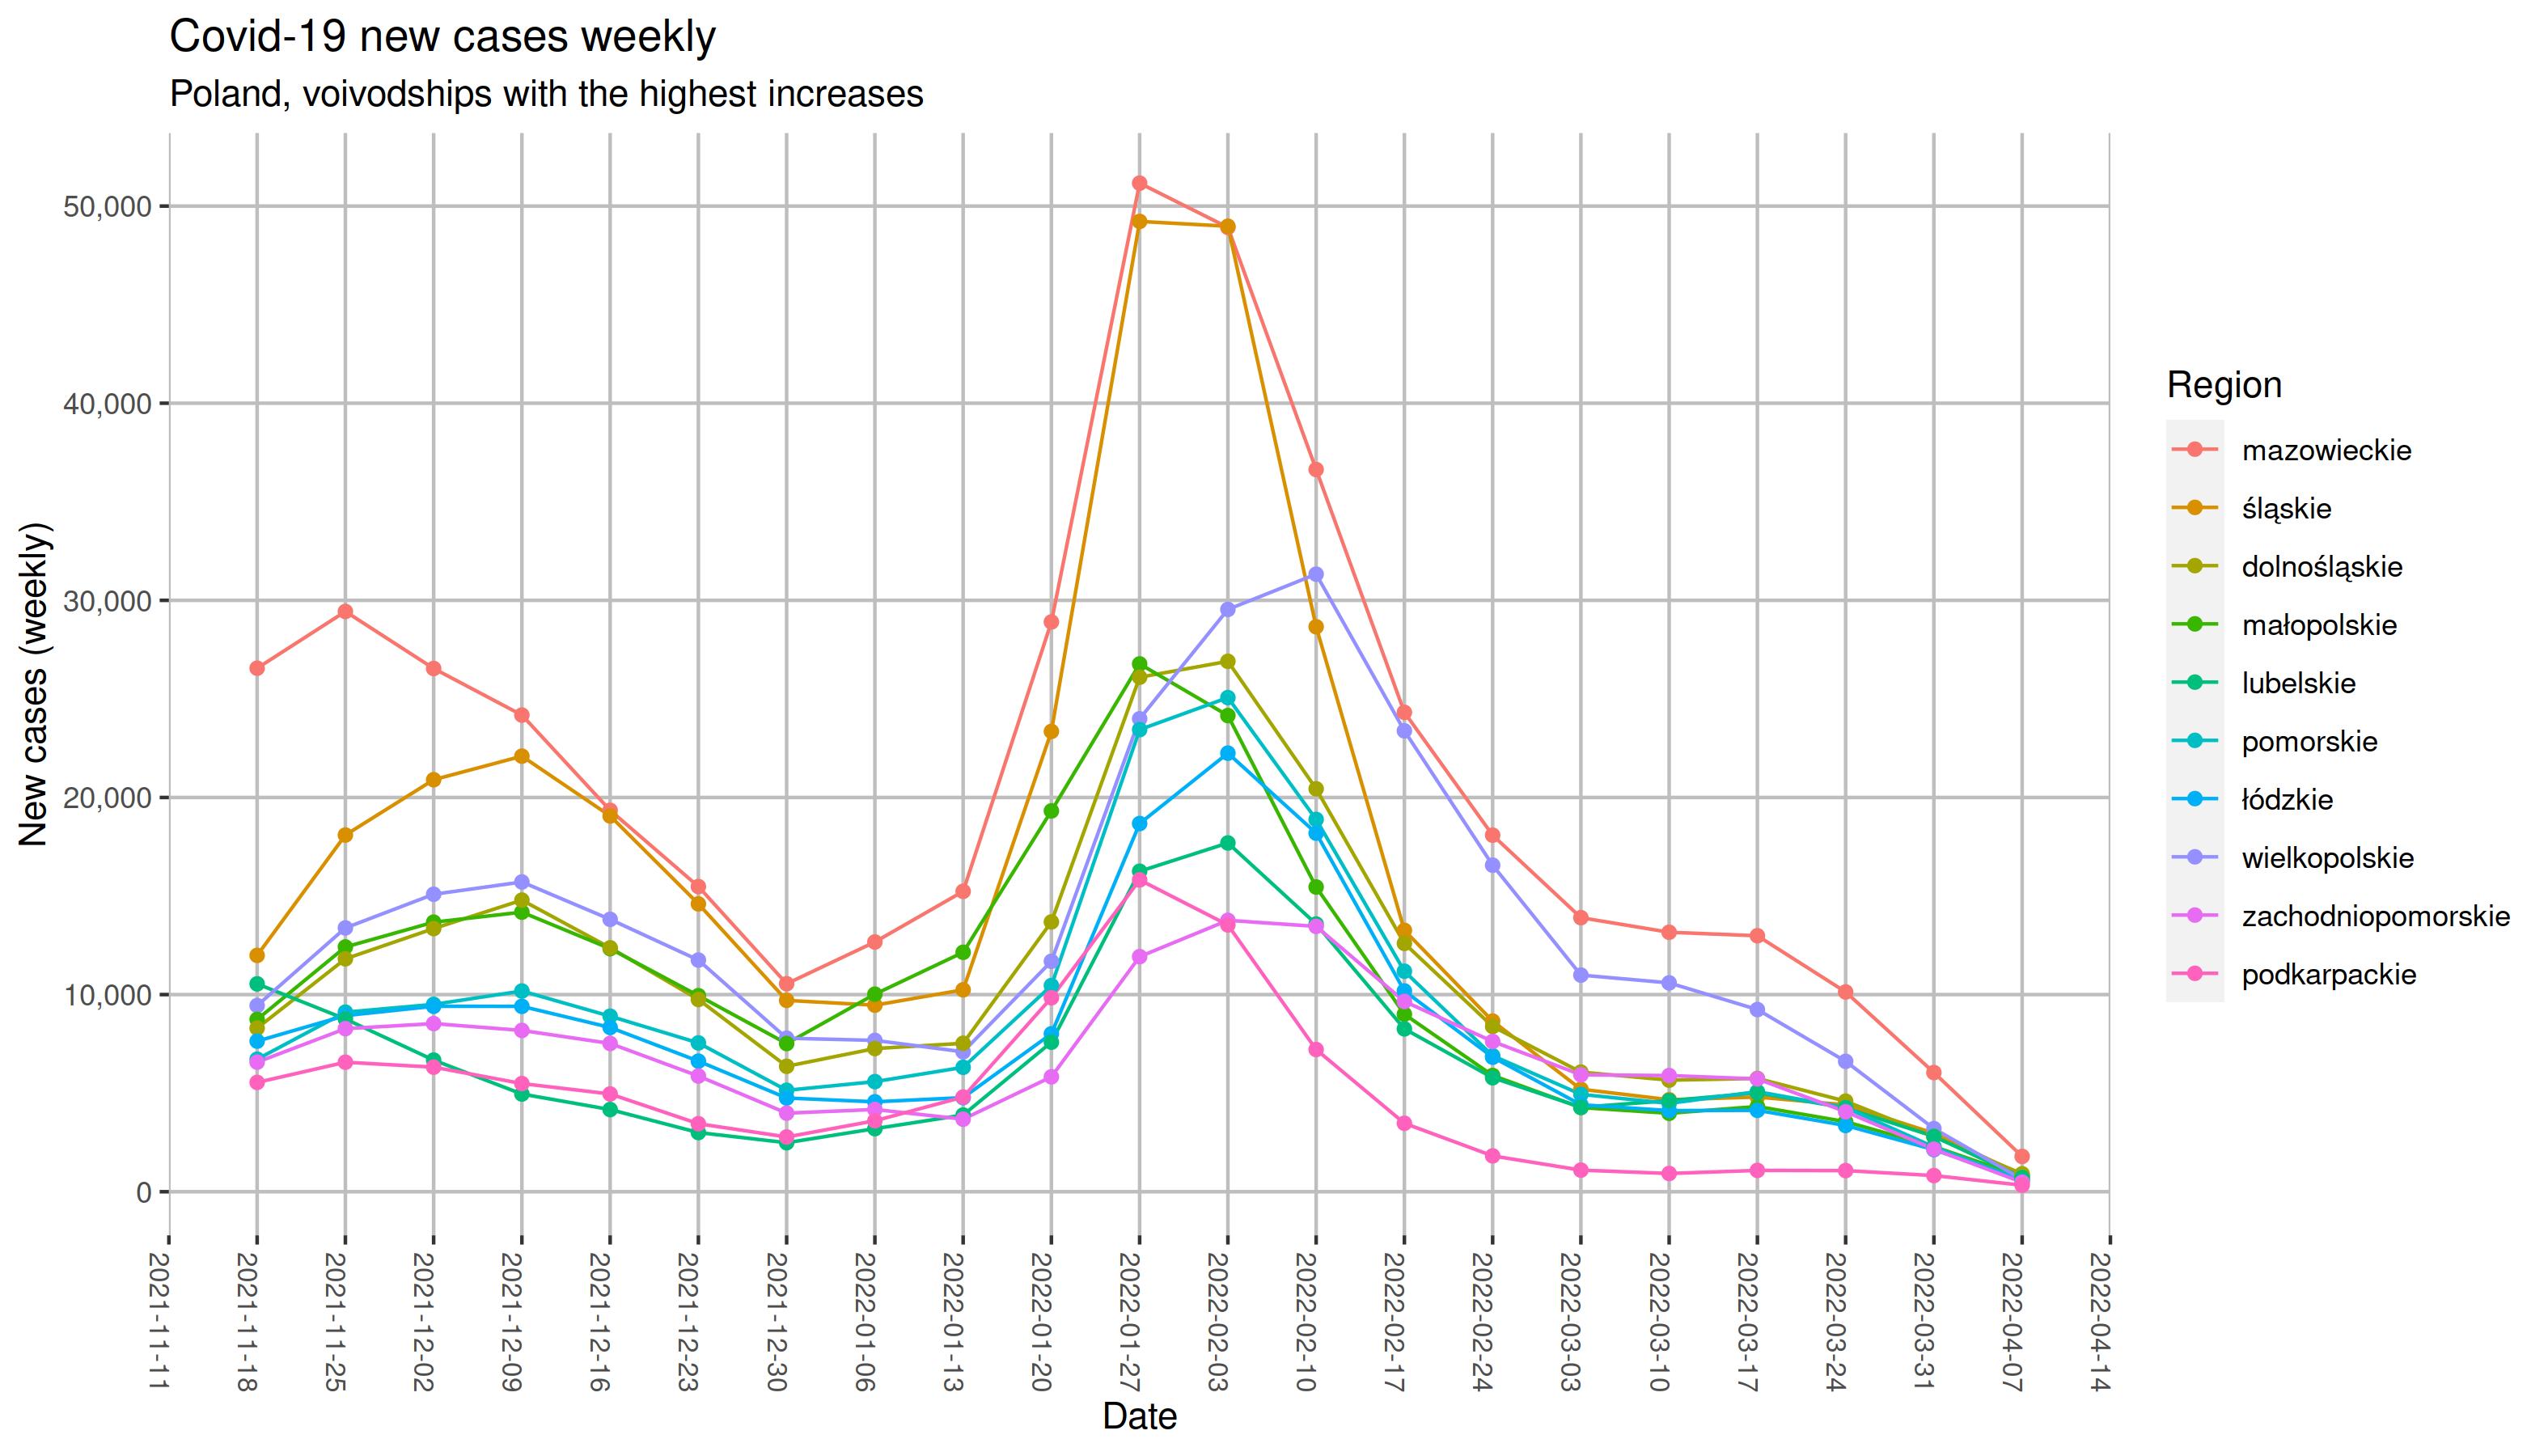 Covid-19 new cases weekly
Poland, voivodships with the highest increases
New cases (weekly)
50,000
40,000
30,000
20,000
10,000
0
2021-11-11
2021-11-18
2021-11-25
2021-12-02
2021-12-09
2021-12-16
2021-12-23
2021-12-30
2022-01-06
2022-01-13
2022-01-20
2022-01-27
2022-02-03
2022-02-10
2022-02-17
2022-02-24
2022-03-03
2022-03-10
2022-03-17
2022-03-24
2022-03-31
2022-04-07
2022-04-14
Date
Region
mazowieckie
śląskie
dolnośląskie
małopolskie
lubelskie
pomorskie
łódzkie
wielkopolskie
zachodniopomorskie
podkarpackie